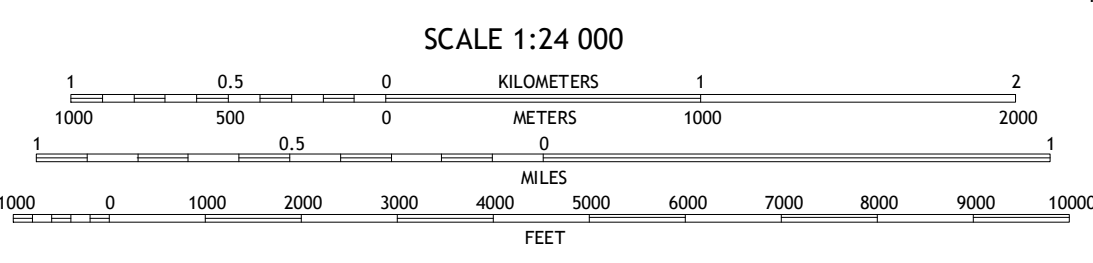 SCALE 1:24 000
1 0.5 0 KILOMETERS 1 2
1000 500 0 METERS 1000 2000
1 0.5 0 1
MILES
1000 0 1000 2000 3000 4000 5000 6000 7000 8000 9000 10000
FEET